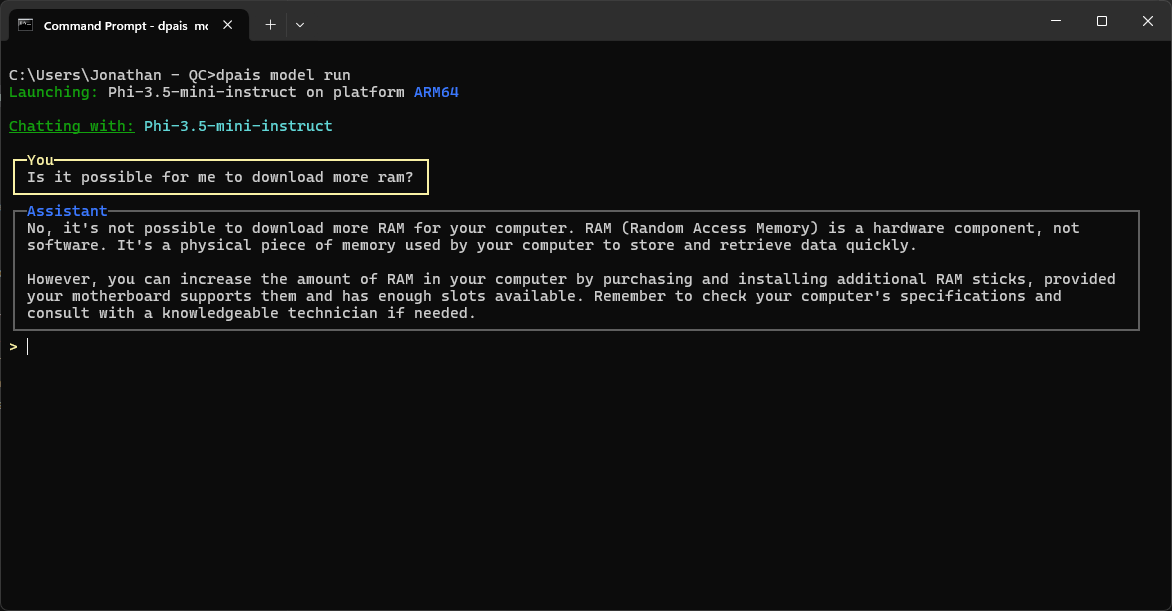 Command Prompt - dpais mc
C:\Users\Jonathan - QC>dpais model run
Launching: Phi-3.5-mini-instruct on platform ARM64
Chatting with: Phi-3.5-mini-instruct
You
Is it possible for me to download more ram?
Assistant
No, it's not possible to download more RAM for your computer. RAM (Random Access Memory) is a hardware component, not
software. It's a physical piece of memory used by your computer to store and retrieve data quickly.
However, you can increase the amount of RAM in your computer by purchasing and installing additional RAM sticks, provided
your motherboard supports them and has enough slots available. Remember to check your computer's specifications and
consult with a knowledgeable technician if needed.
>